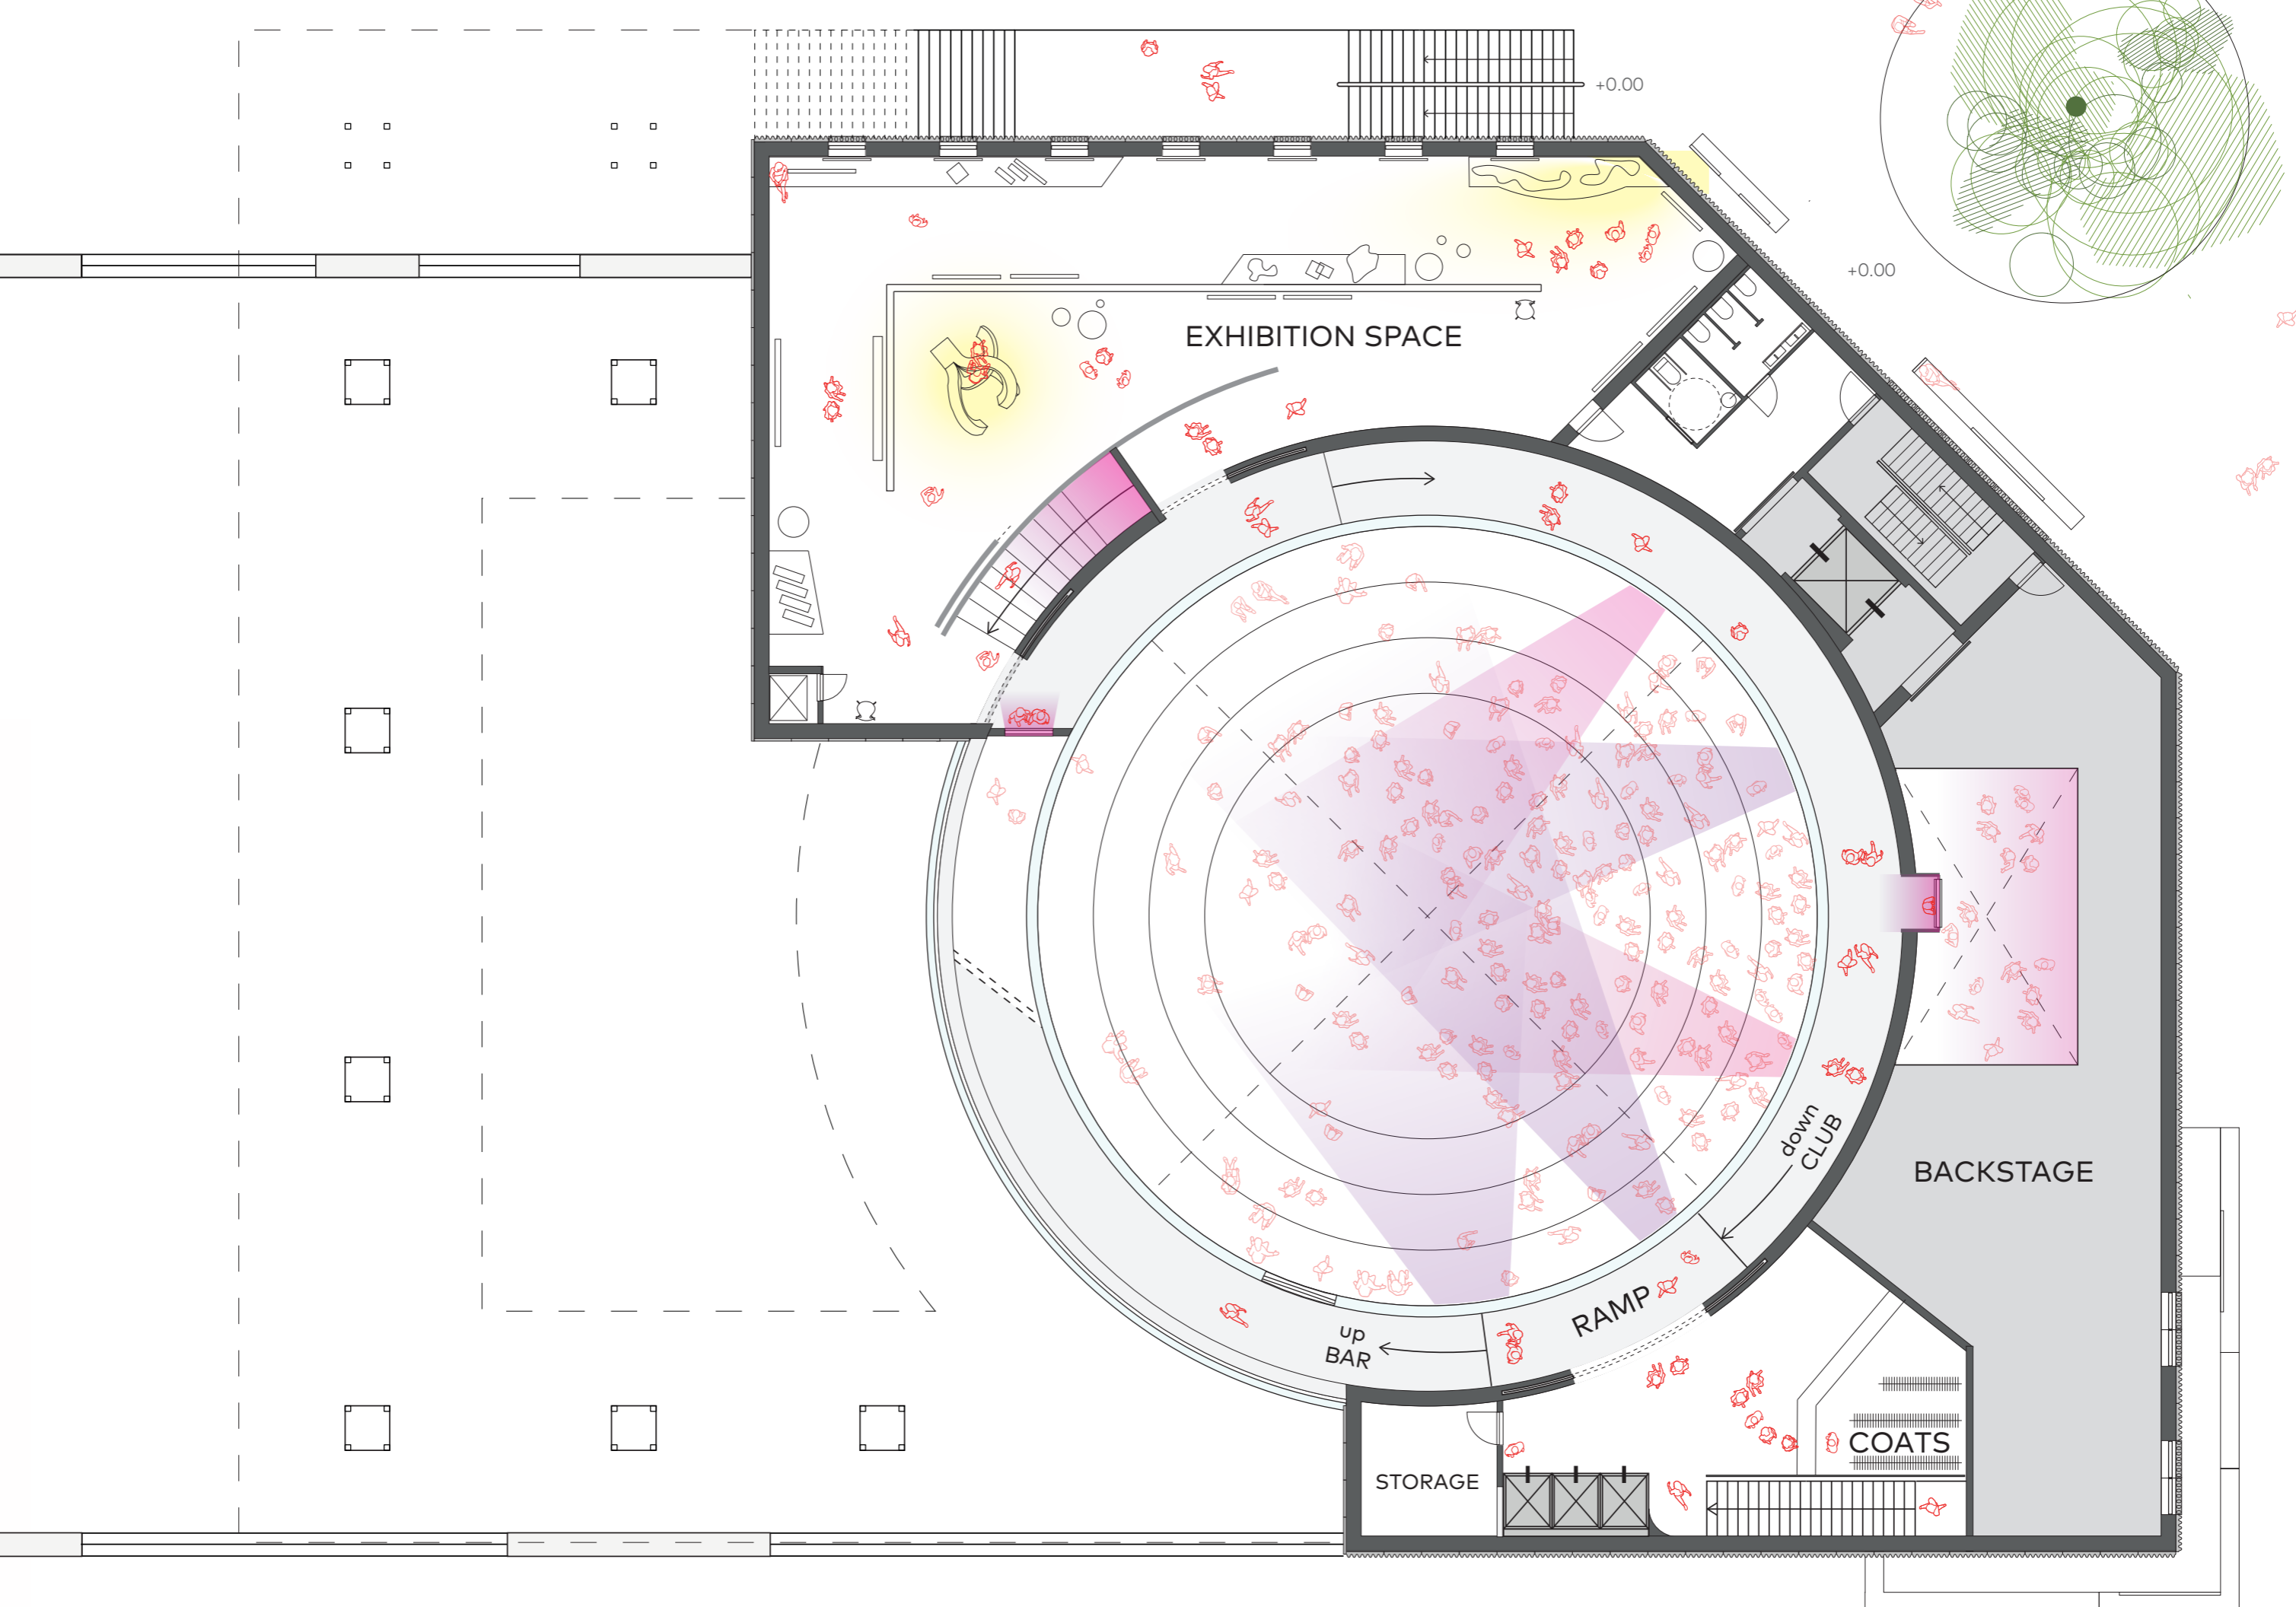 +0.00
+0.00
EXHIBITION SPACE
down
CLUB
BACKSTAGE
RAMP
up
BAR
COATS
STORAGE